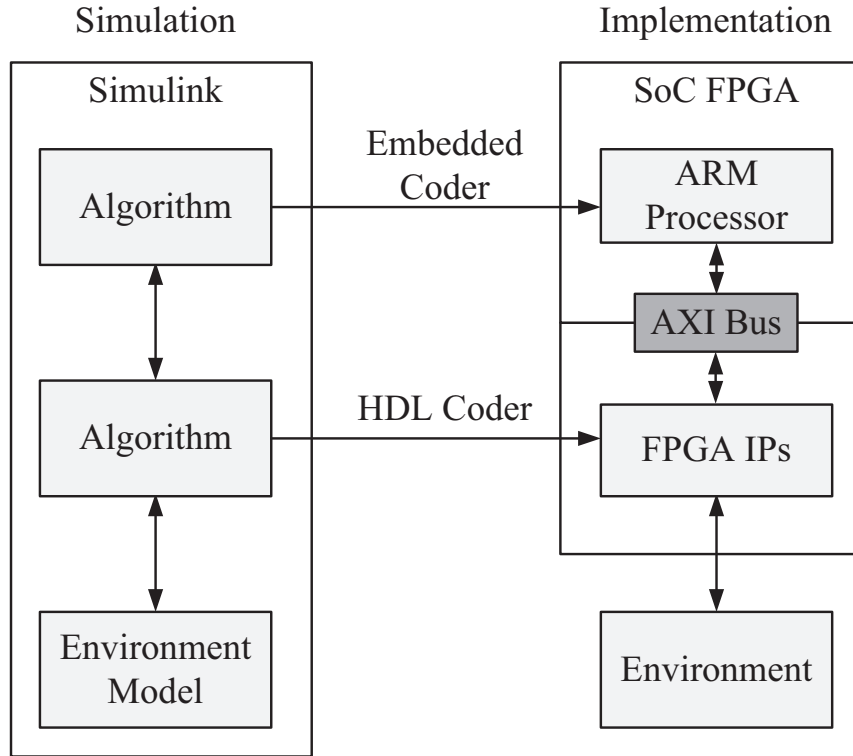 Simulation
Implementation
Simulink
SoC FPGA
Algorithm
Embedded
Coder
ARM
Processor
AXI Bus
Algorithm
HDL Coder
FPGA IPs
Environment
Model
Environment